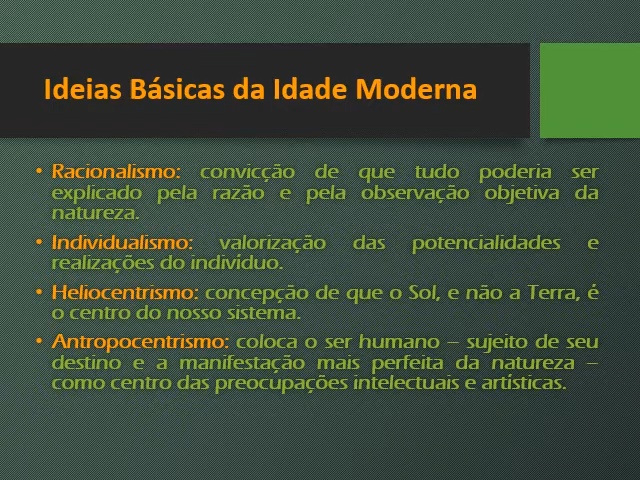 Ideias Básicas da Idade Moderna
• Racionalismo: convicção de que tudo poderia ser
explicado pela razão e pela observação objetiva da
natureza.
• Individualismo: valorização das potencialidades e
realizações do indivíduo.
• Heliocentrismo: concepção de que o Sol, e não a Terra, é
o centro do nosso sistema.
• Antropocentrismo: coloca o ser humano – sujeito de seu
destino e a manifestação mais perfeita da natureza –
como centro das preocupações intelectuais e artísticas.